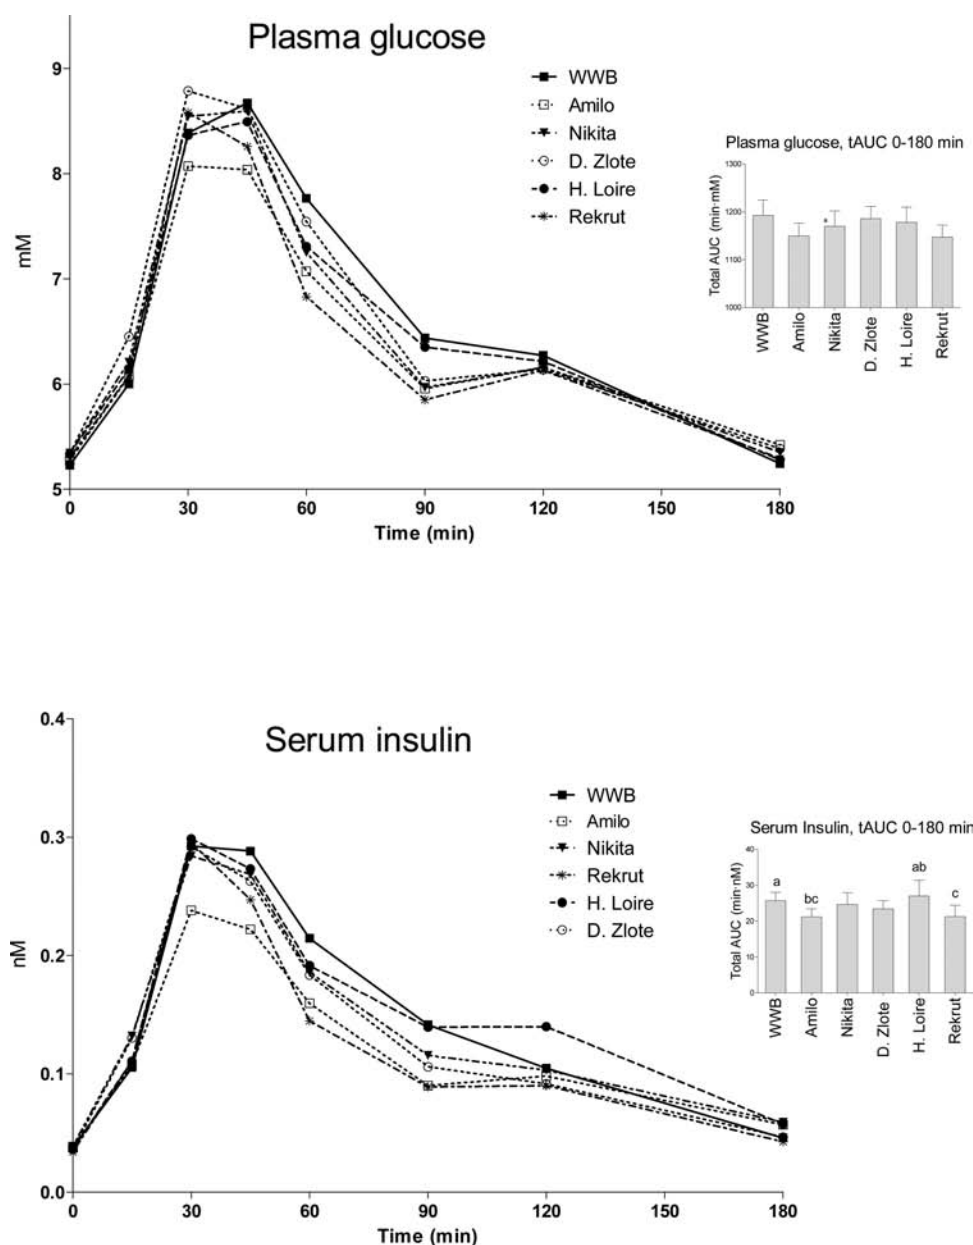 Plasma glucose
9
8
7
6
5
mM
WWB
Amilo
Nikita
D. Zlote
H. Loire
Rekrut
0
30
60
90
120
150
180
Time (min)
Plasma glucose, tAUC 0-180 min
Total AUC (min·mM)
1300
1200
1100
1000
*
WWB
Amilo
Nikita
D. Zlote
H. Loire
Rekrut
Serum insulin
0.4
0.3
0.2
0.1
0.0
nM
WWB
Amilo
Nikita
Rekrut
H. Loire
D. Zlote
0
30
60
90
120
150
180
Time (min)
Serum Insulin, tAUC 0-180 min
Total AUC (min·nM)
40
30
20
10
0
a
bc
ab
c
WWB
Amilo
Nikita
D. Zlote
H. Loire
Rekrut